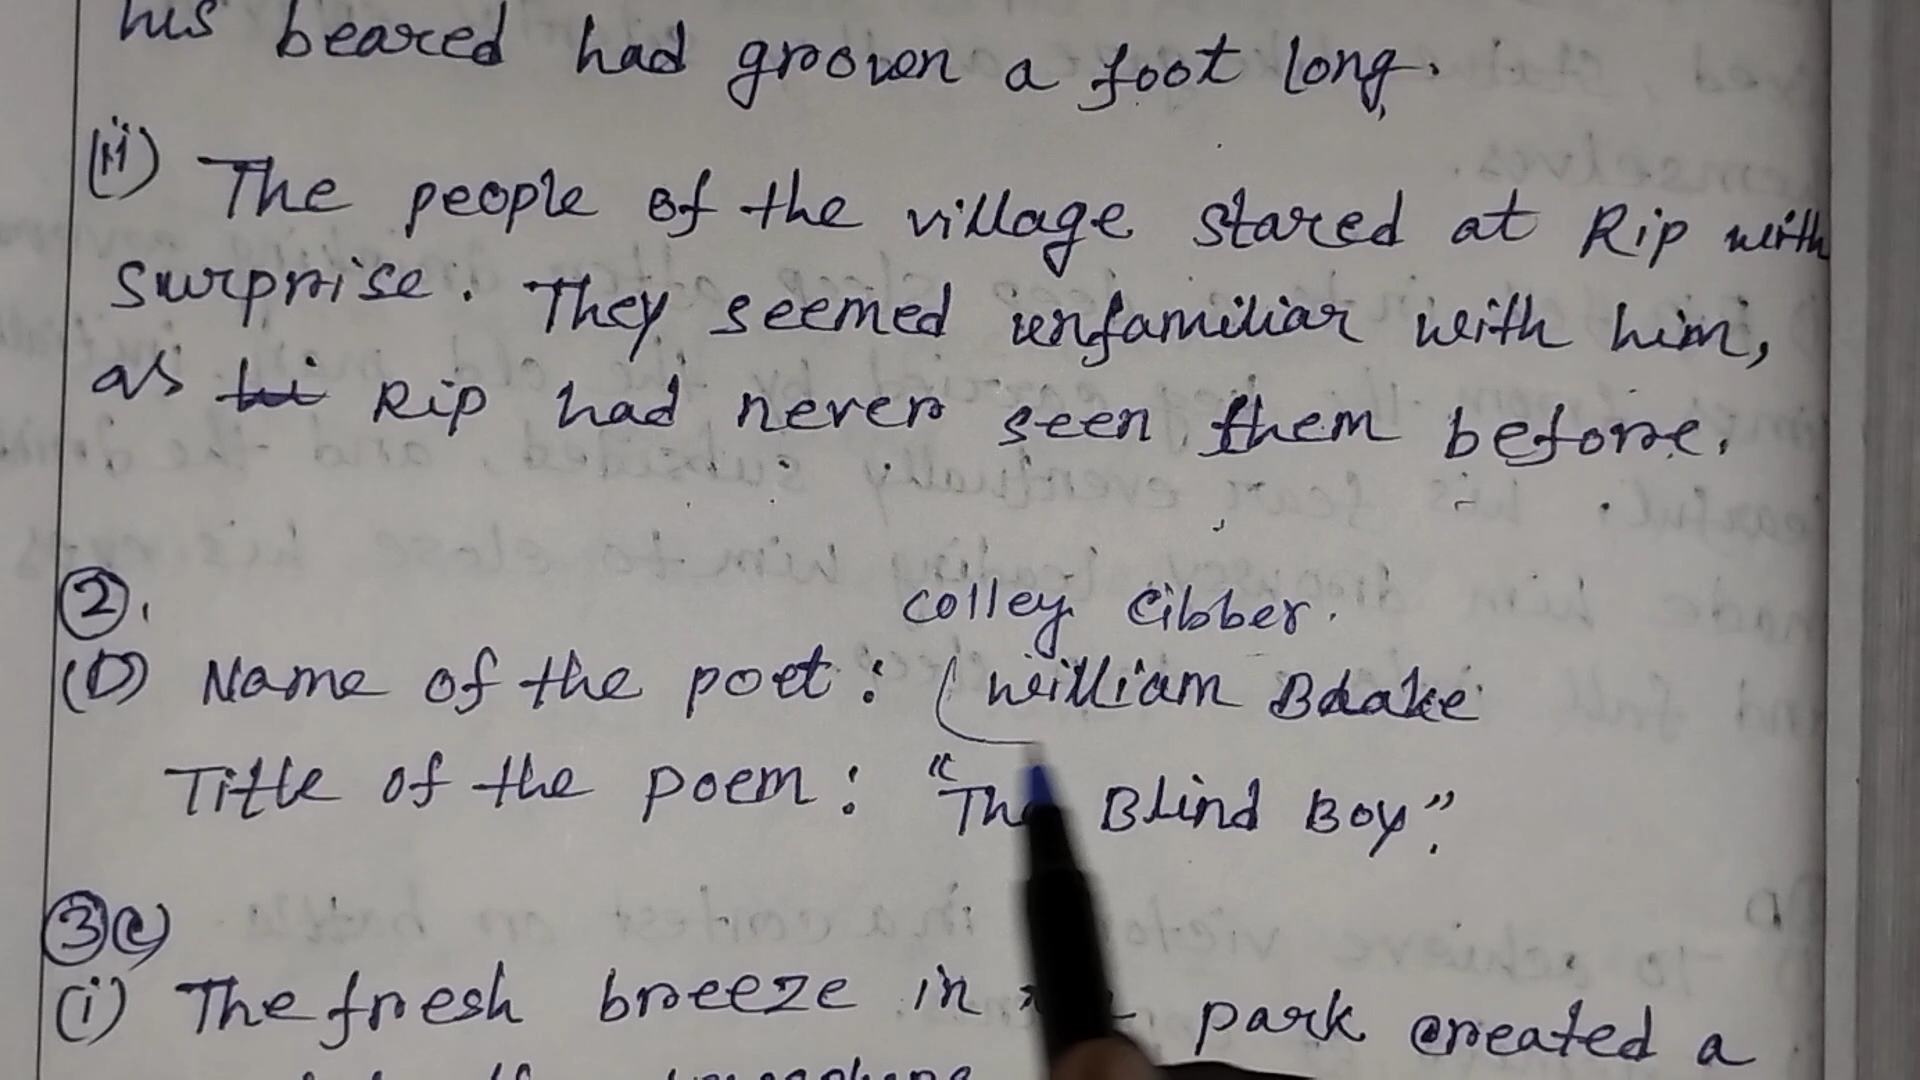 his beared had grooven a foot long.
(ii) The people of the village stared at Rip with
surprise. They seemed unfamiliar with him,
as hi Rip had never seen them before.
②.
Colley Cibber.
(D) Name of the poet: (William Blake
Title of the poem: "The Blind Boy".
③(e)
(i) The fresh breeze in park created a